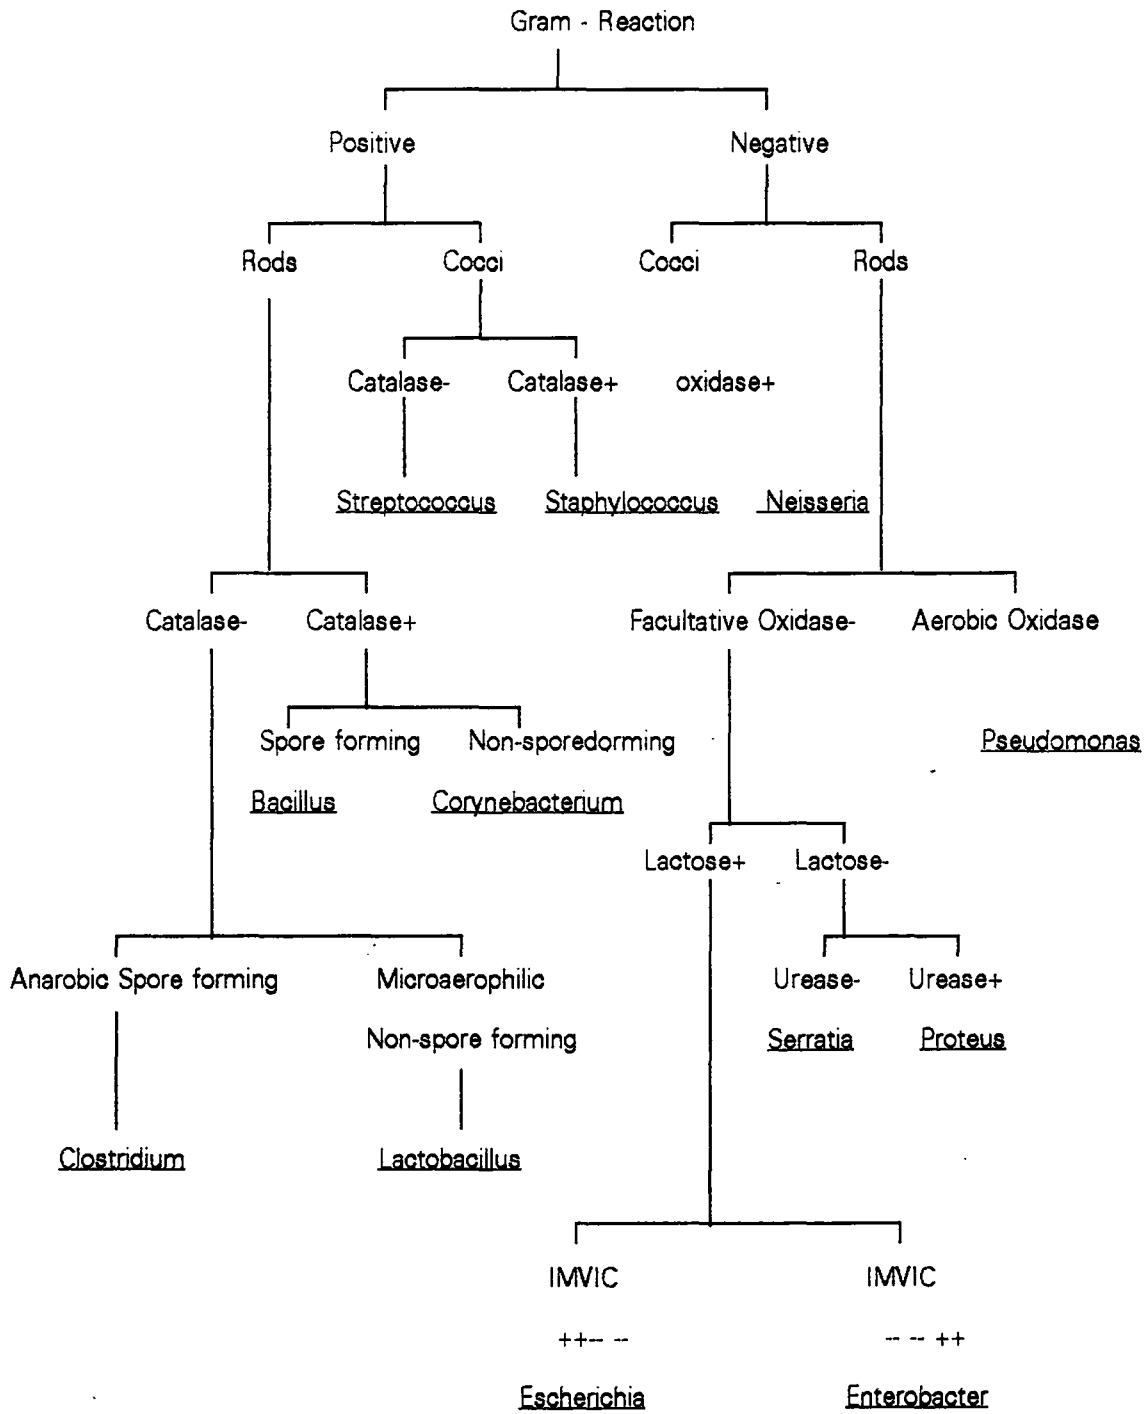 Gram - Reaction
Positive Negative
Rods Cocci Cocci Rods
Catalase- Catalase+ oxidase+
Streptococcus Staphylococcus Neisseria
Catalase- Catalase+ Facultative Oxidase- Aerobic Oxidase
Spore forming Non-sporedorming Pseudomonas
Bacillus Corynebacterium
Lactose+ Lactose-
Anarobic Spore forming Microaerophilic Urease- Urease+
Non-spore forming Serratia Proteus
Clostridium Lactobacillus
IMVIC IMVIC
++-- -- -- ++
Escherichia Enterobacter